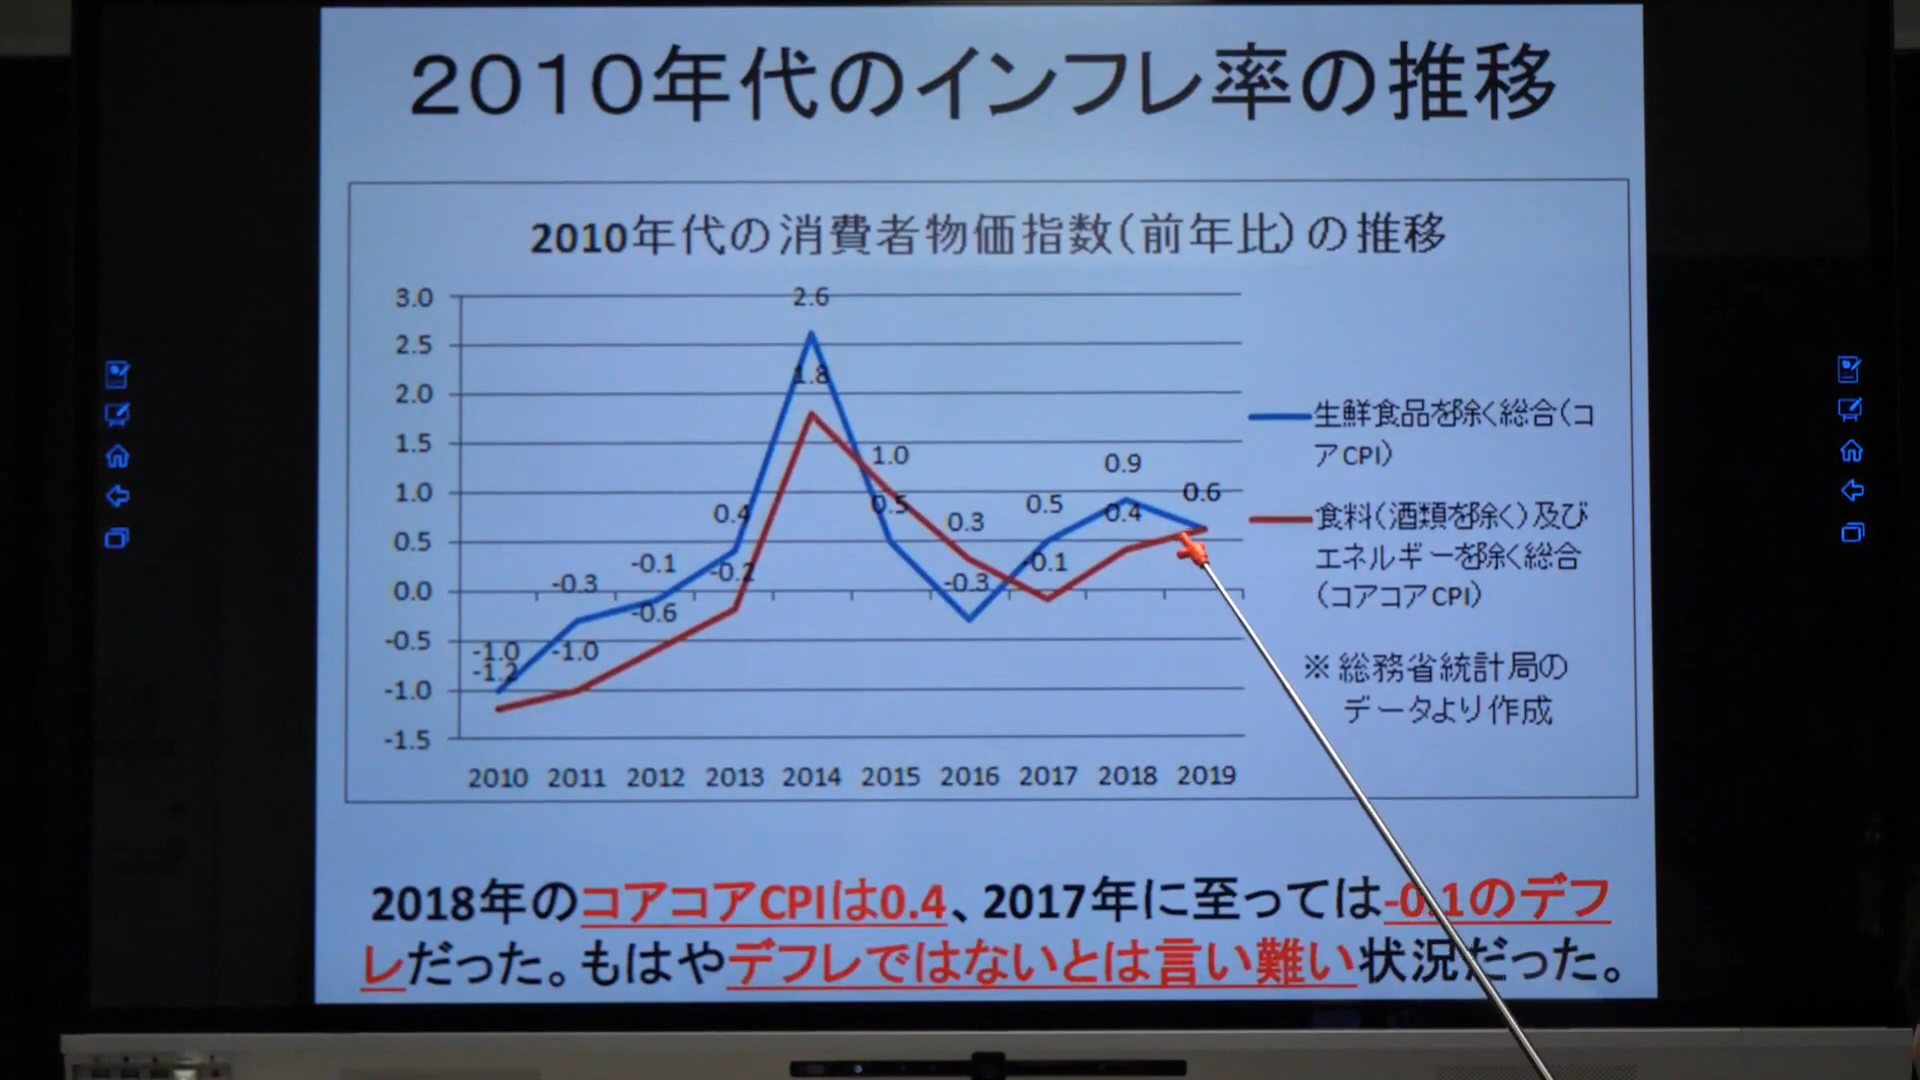 2010年代のインフレ率の推移
2010年代の消費者物価指数(前年比)の推移
3.0
2.5
2.0
1.5
1.0
0.5
0.0
-0.5
-1.0
-1.5
2.6
1.8
1.0
0.9
0.6
0.4
0.5
0.3
0.5
0.4
-0.1
-0.2
-0.3
-0.1
-0.3
-0.6
-1.0
-1.0
-1.2
2010 2011 2012 2013 2014 2015 2016 2017 2018 2019
生鮮食品を除く総合(コ
アCPI)
食料(酒類を除く)及び
エネルギーを除く総合
(コアコアCPI)
※総務省統計局の
データより作成
2018年のコアコアCPIは0.4、2017年に至っては-0.1のデフ
レだった。もはやデフレではないとは言い難い状況だった。